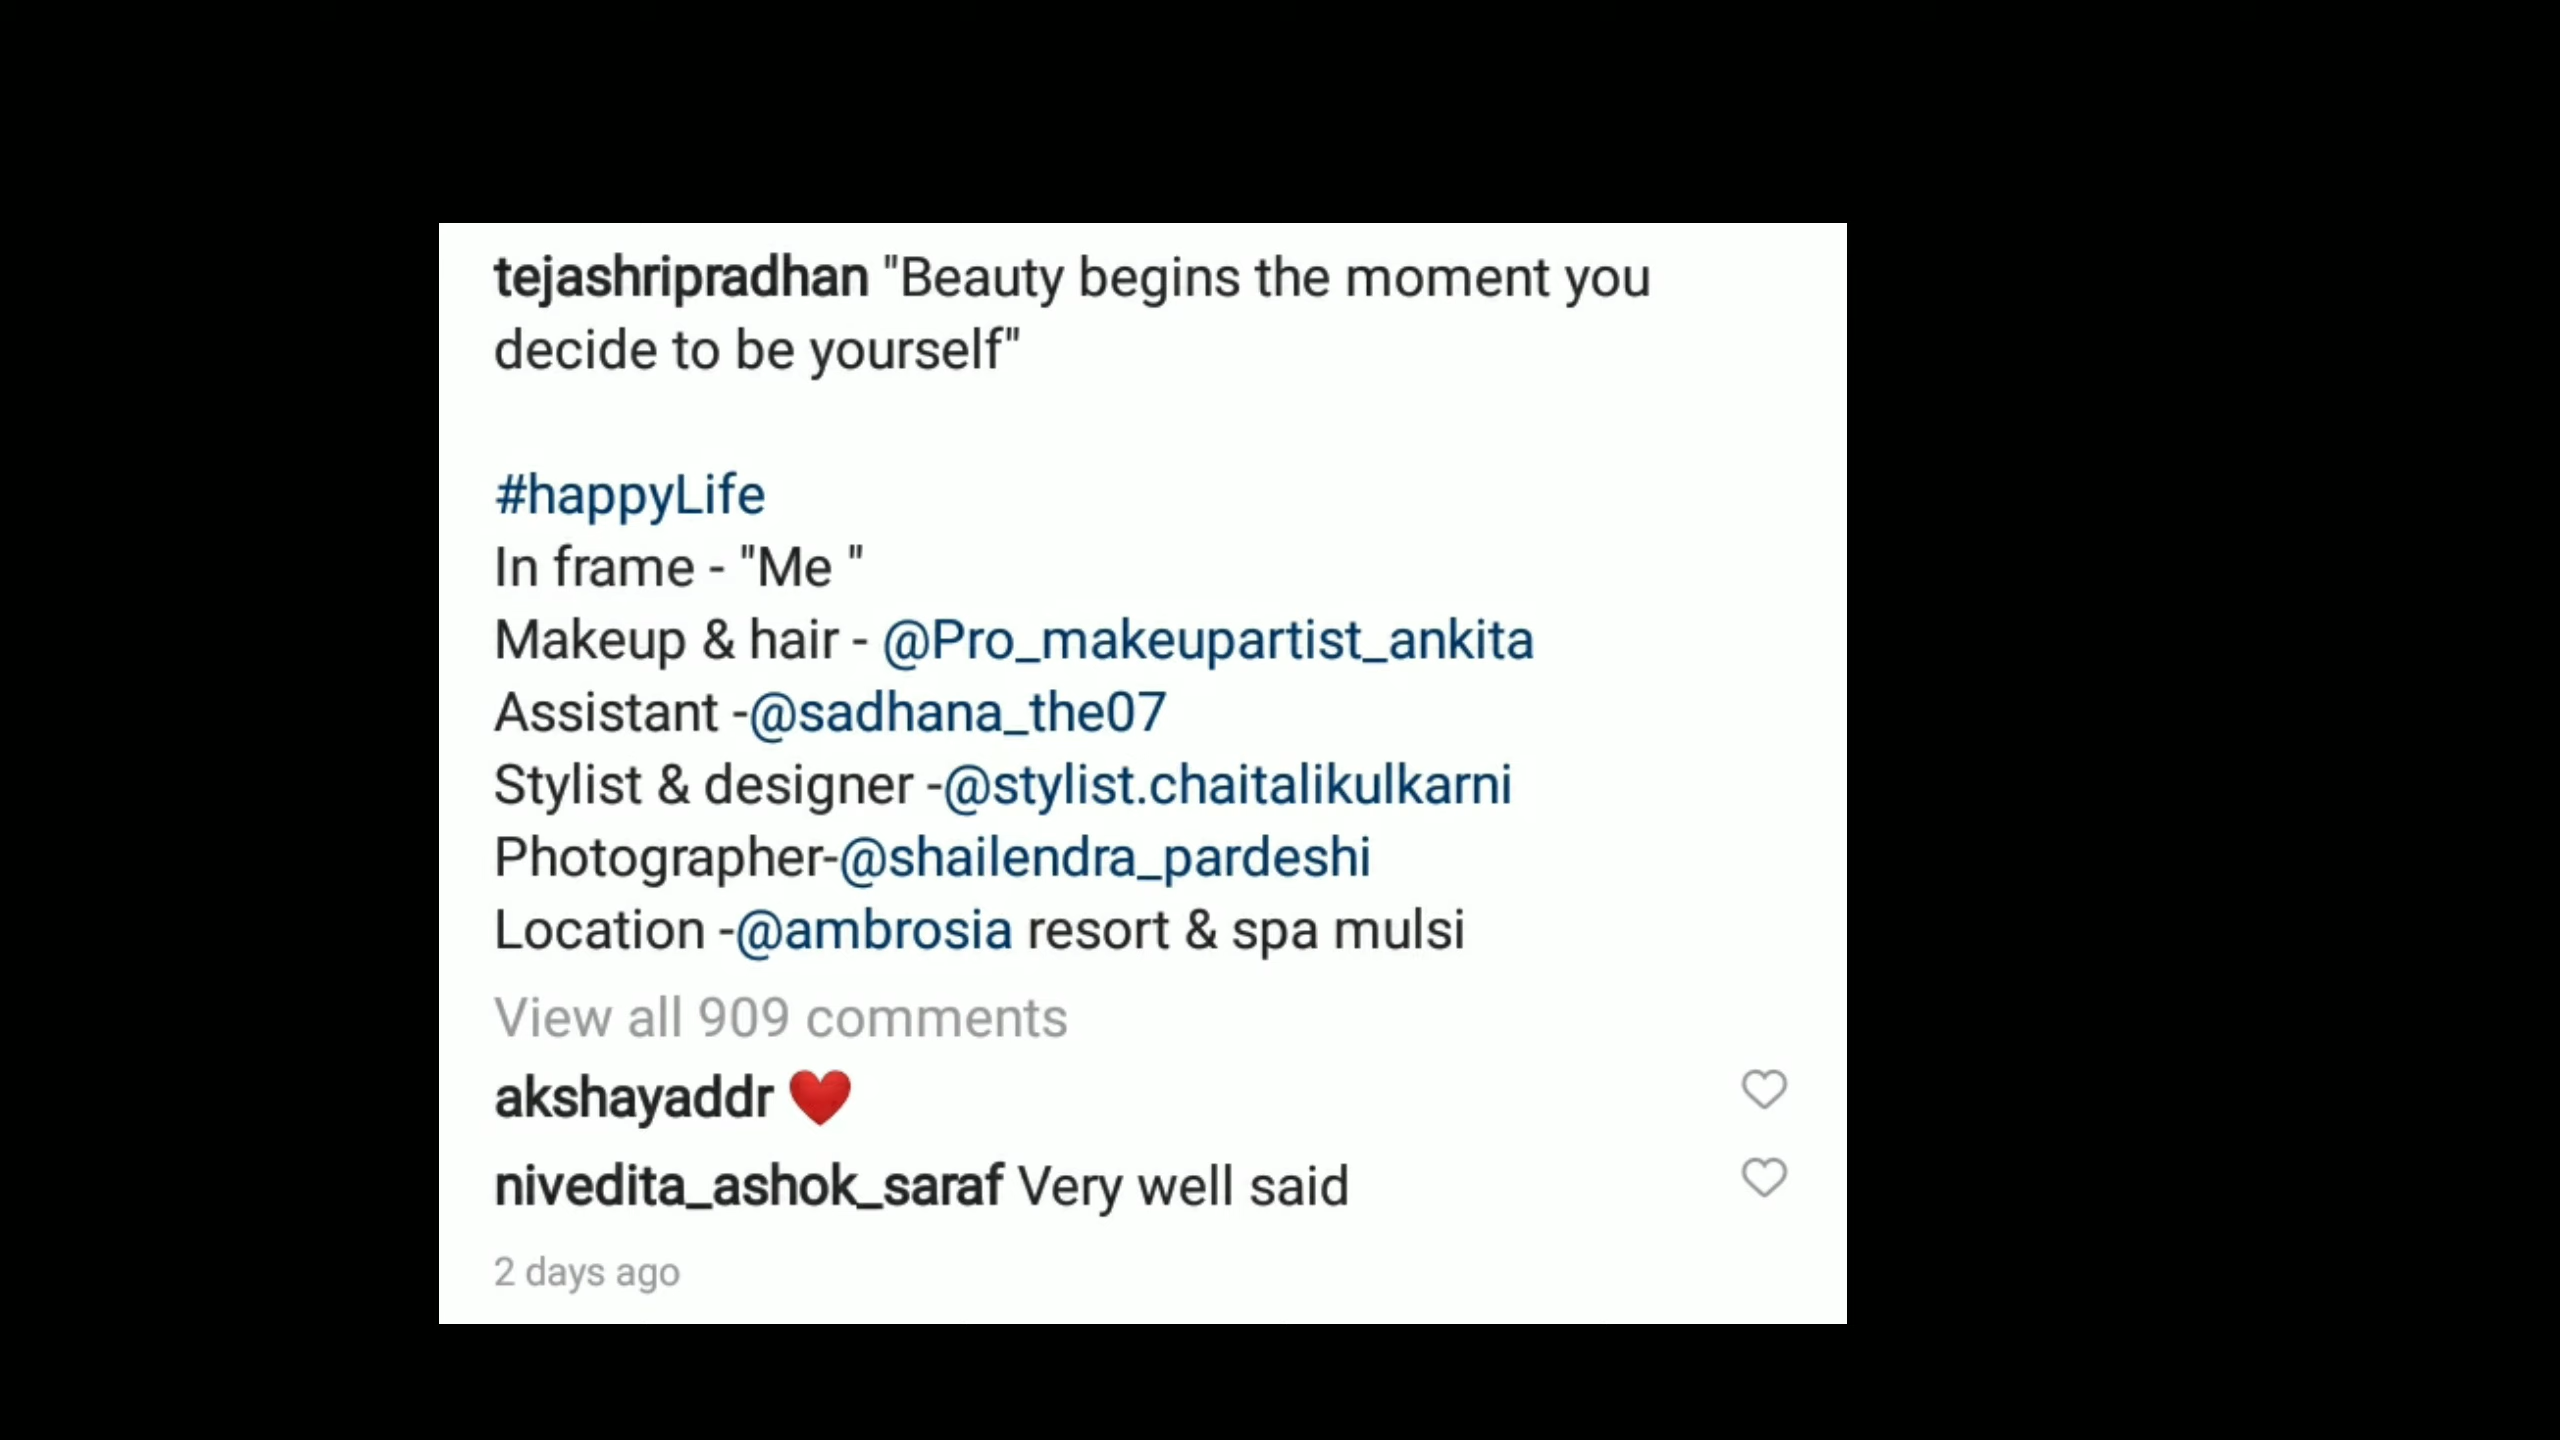 tejashripradhan "Beauty begins the moment you
decide to be yourself"
#happyLife
In frame - "Me "
Makeup & hair - @Pro_makeupartist_ankita
Assistant -@sadhana_the07
Stylist & designer -@stylist.chaitalikulkarni
Photographer-@shailendra_pardeshi
Location -@ambrosia resort & spa mulsi
View all 909 comments
akshayaddr ❤️
nivedita_ashok_saraf Very well said
2 days ago